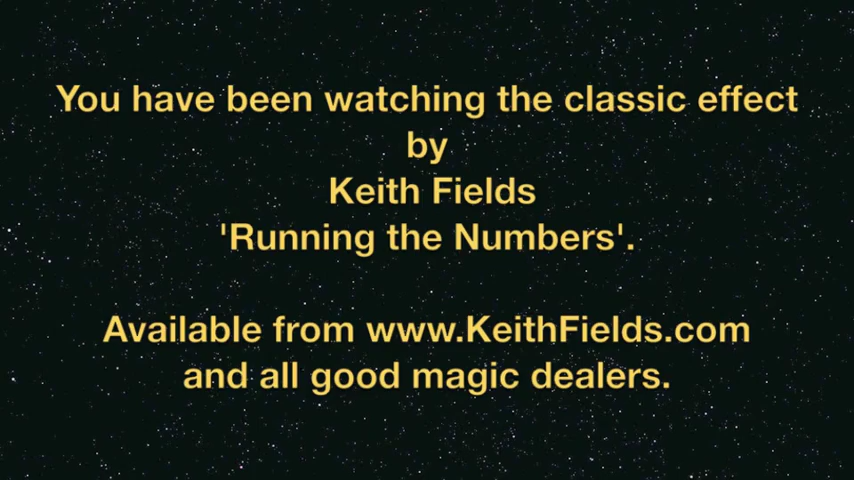 You have been watching the classic effect
by
Keith Fields
'Running the Numbers'.
Available from www.KeithFields.com
and all good magic dealers.